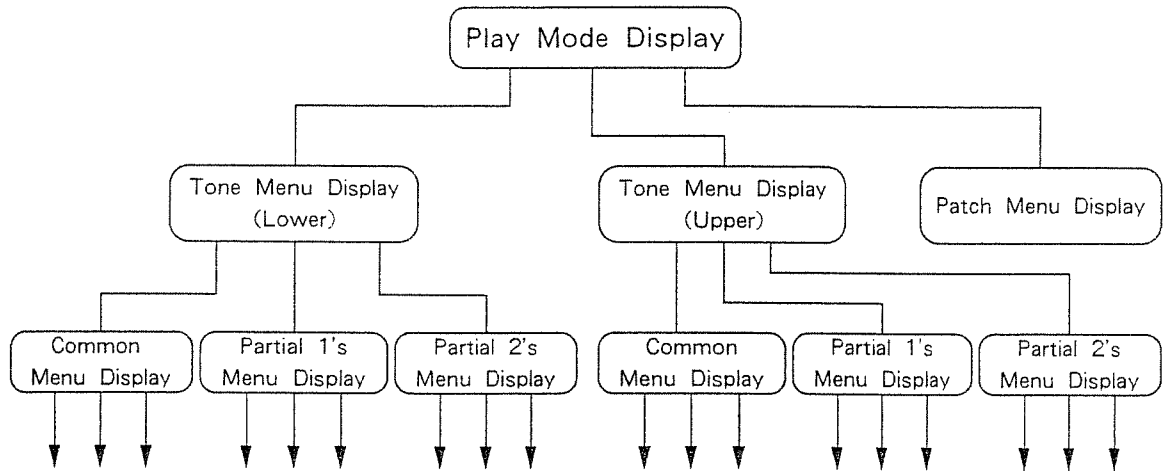 Play Mode Display
Tone Menu Display
(Lower)
Tone Menu Display
(Upper)
Patch Menu Display
Common
Menu Display
Partial 1's
Menu Display
Partial 2's
Menu Display
Common
Menu Display
Partial 1's
Menu Display
Partial 2's
Menu Display